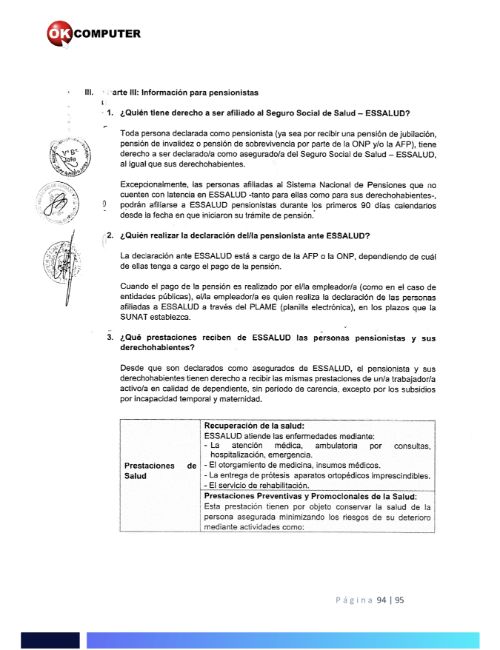 OK COMPUTER
III. arte III: Información para pensionistas
1. ¿Quién tiene derecho a ser afiliado al Seguro Social de Salud – ESSALUD?
Toda persona declarada como pensionista (ya sea por recibir una pensión de jubilación,
pensión de invalidez o pensión de sobrevivencia por parte de la ONP y/o la AFP), tiene
derecho a ser declarado/a como asegurado/a del Seguro Social de Salud – ESSALUD,
al igual que sus derechohabientes.
Excepcionalmente, las personas afiliadas al Sistema Nacional de Pensiones que no
cuenten con latencia en ESSALUD -tanto para ellas como para sus derechohabientes-,
podrán afiliarse a ESSALUD pensionistas durante los primeros 90 días calendarios
desde la fecha en que iniciaron su trámite de pensión.
2. ¿Quién realizar la declaración del/la pensionista ante ESSALUD?
La declaración ante ESSALUD está a cargo de la AFP o la ONP, dependiendo de cuál
de ellas tenga a cargo el pago de la pensión.
Cuando el pago de la pensión es realizado por el/la empleador/a (como en el caso de
entidades públicas), el/la empleador/a es quien realiza la declaración de las personas
afiliadas a ESSALUD a través del PLAME (planilla electrónica), en los plazos que la
SUNAT establezca.
3. ¿Qué prestaciones reciben de ESSALUD las personas pensionistas y sus
derechohabientes?
Desde que son declarados como asegurados de ESSALUD, el pensionista y sus
derechohabientes tienen derecho a recibir las mismas prestaciones de un/a trabajador/a
activo/a en calidad de dependiente, sin periodo de carencia, excepto por los subsidios
por incapacidad temporal y maternidad.
Prestaciones de
Salud
Recuperación de la salud:
ESSALUD atiende las enfermedades mediante:
- La atención médica, ambulatoria por consultas,
hospitalización, emergencia.
- El otorgamiento de medicina, insumos médicos.
- La entrega de prótesis aparatos ortopédicos imprescindibles.
- El servicio de rehabilitación.
Prestaciones Preventivas y Promocionales de la Salud:
Esta prestación tienen por objeto conservar la salud de la
persona asegurada minimizando los riesgos de su deterioro
mediante actividades como:
Página 94 | 95